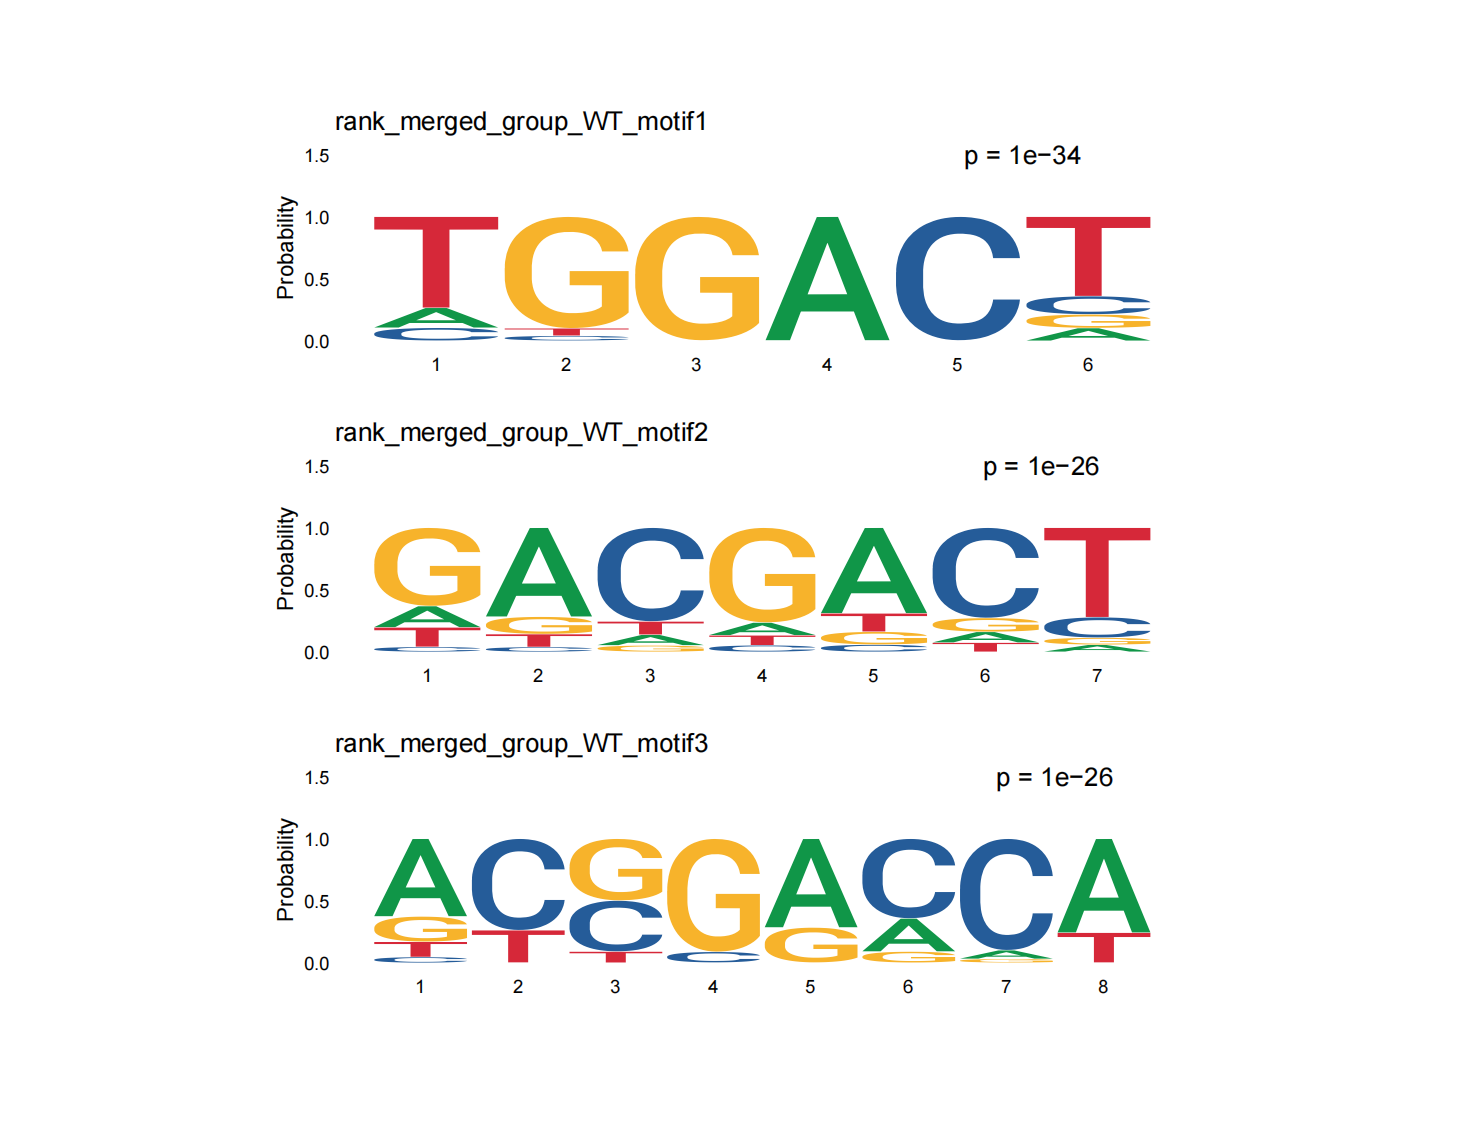 rank_merged_group_WT_motif1
p = 1e−34
1.5
1.0
0.5
0.0
Probability
T G G A C T
A T C
C C G
A
1 2 3 4 5 6
rank_merged_group_WT_motif2
p = 1e−26
1.5
1.0
0.5
0.0
Probability
G A C G A C T
A G T A T G C
T T A T G A G
C C G C C T A
1 2 3 4 5 6 7
rank_merged_group_WT_motif3
p = 1e−26
1.5
1.0
0.5
0.0
Probability
A C G G A C C A
G T C C G A A T
T T G G
C
1 2 3 4 5 6 7 8